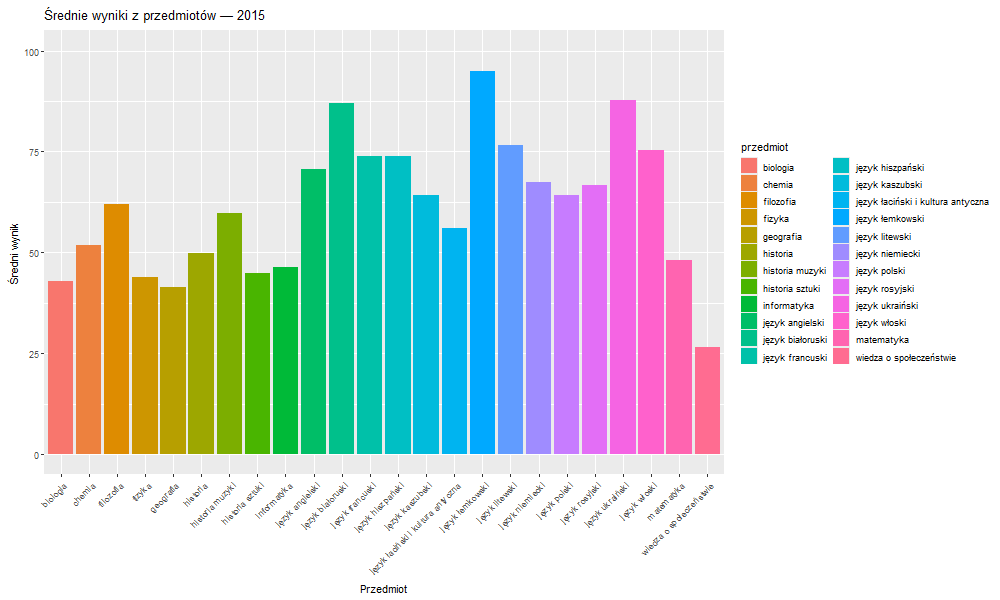 Średnie wyniki z przedmiotów — 2015
Średni wynik
100
75
50
25
0
biologia
chemia
filozofia
fizyka
geografia
historia
historia muzyki
historia sztuki
informatyka
język angielski
język białoruski
język francuski
język hiszpański
język kaszubski
język łaciński i kultura antyczna
język łemkowski
język litewski
język niemiecki
język polski
język rosyjski
język ukraiński
język włoski
matematyka
wiedza o społeczeństwie
Przedmiot
przedmiot
biologia
chemia
filozofia
fizyka
geografia
historia
historia muzyki
historia sztuki
informatyka
język angielski
język białoruski
język francuski
język hiszpański
język kaszubski
język łaciński i kultura antyczna
język łemkowski
język litewski
język niemiecki
język polski
język rosyjski
język ukraiński
język włoski
matematyka
wiedza o społeczeństwie